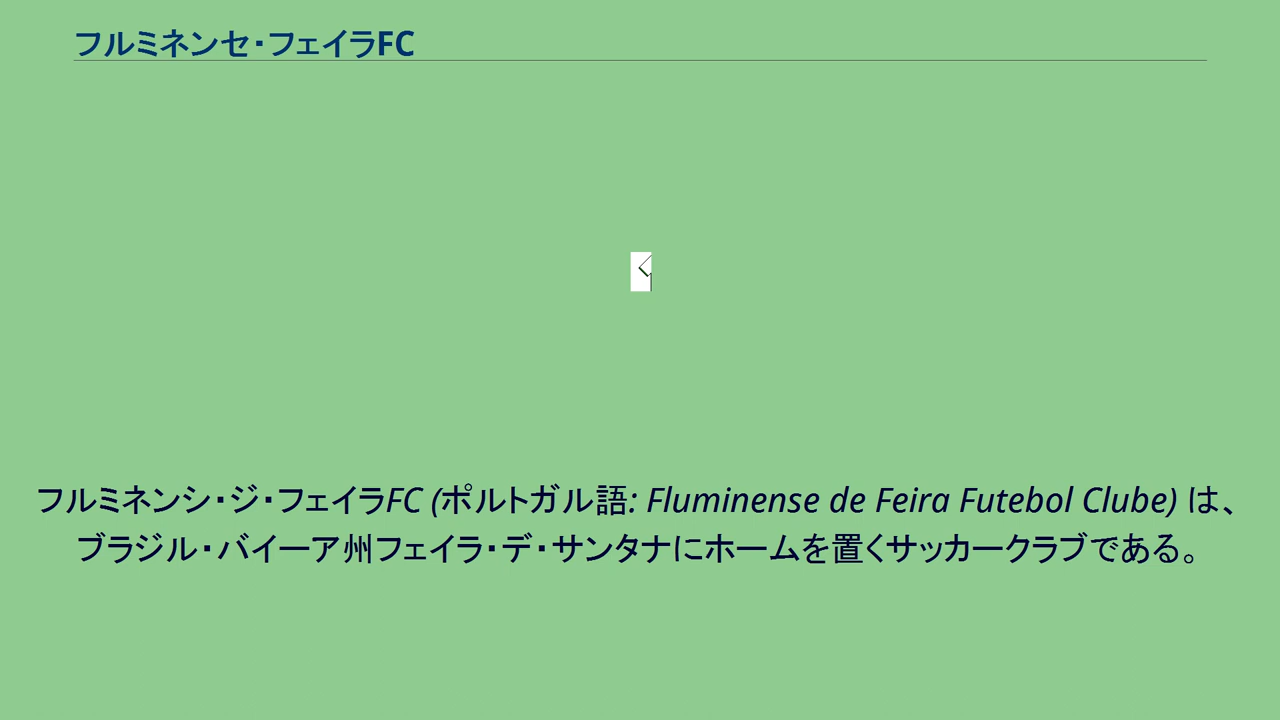 フルミネンセ・フェイラFC
フルミネンシ・ジ・フェイラFC (ポルトガル語: Fluminense de Feira Futebol Clube) は、
ブラジル・バイーア州フェイラ・デ・サンタナにホームを置くサッカークラブである。